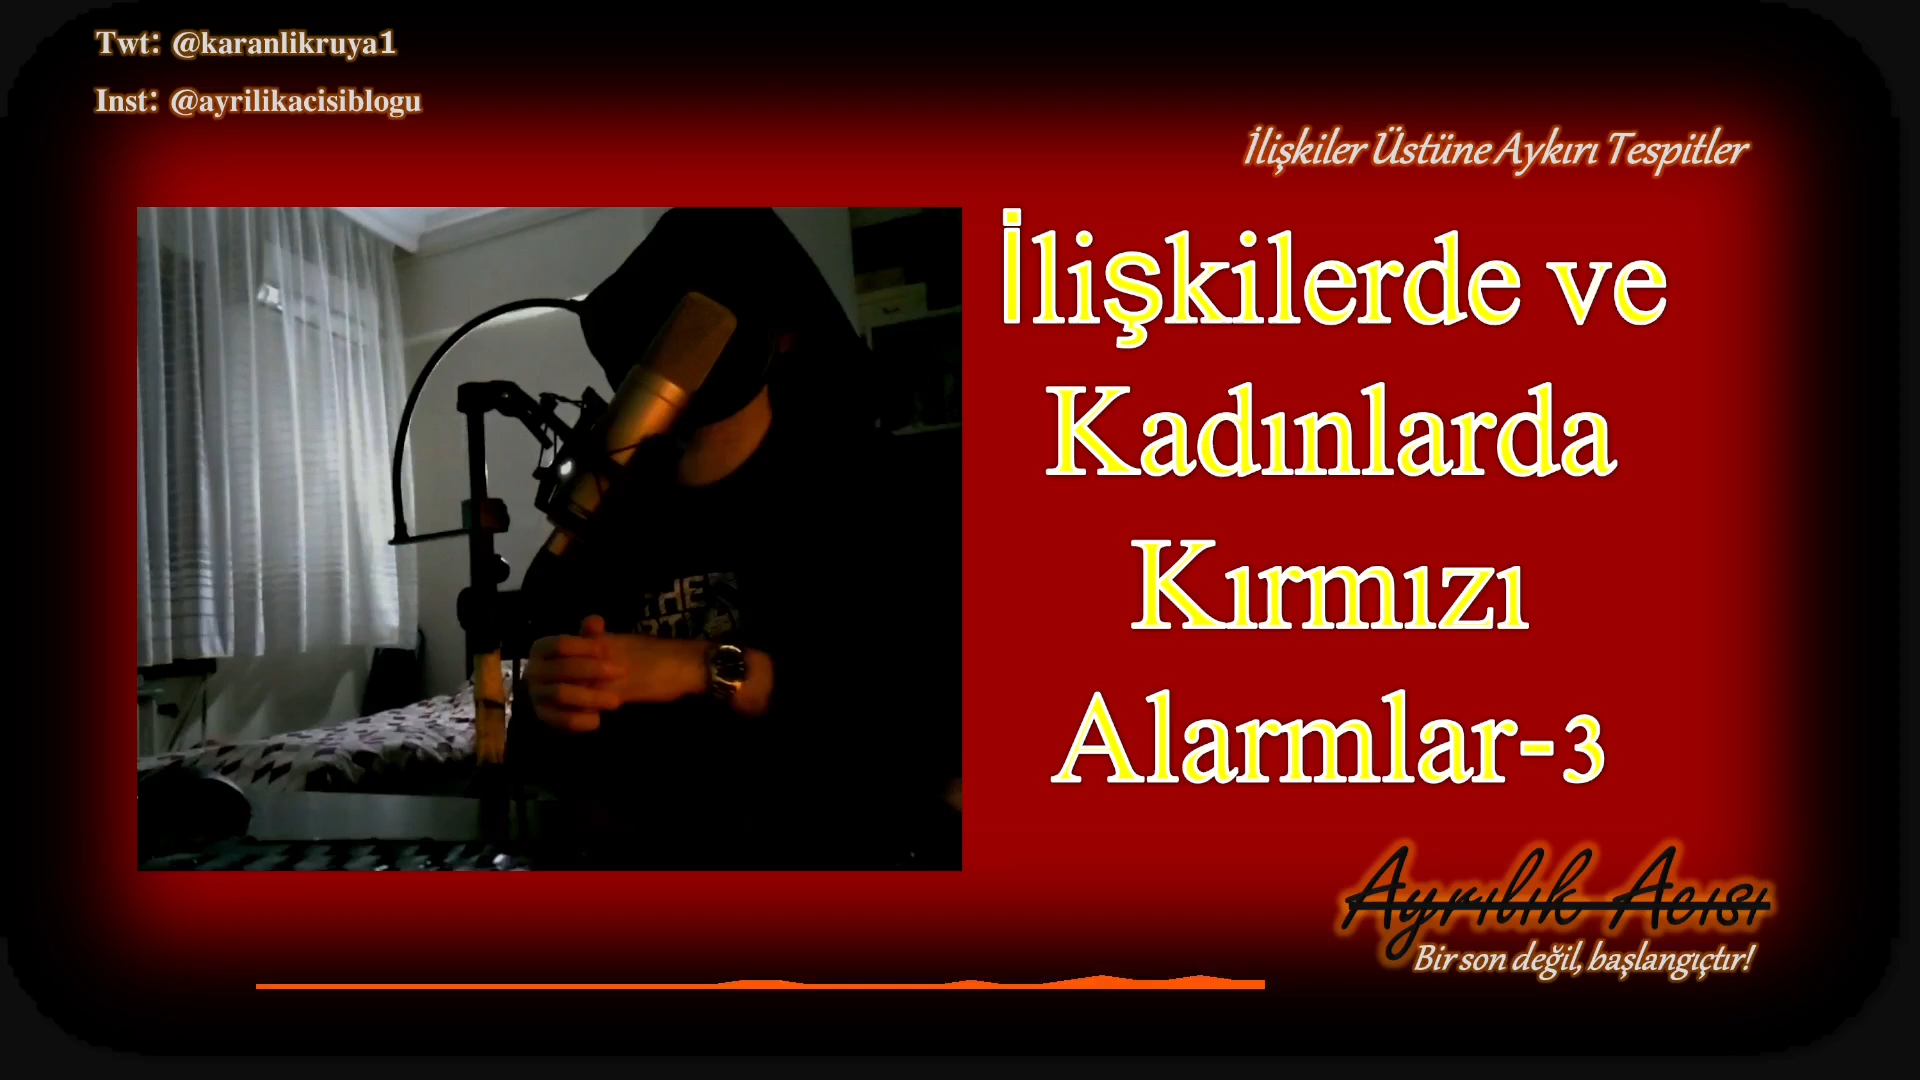 Twt: @karanlikruya1
Inst: @ayrilikacisiblogu
İlişkiler Üstüne Aykırı Tespitler
İlişkilerde ve
Kadınlarda
Kırmızı
Alarmlar-3
THE
Ayrılık Acısı
Bir son değil, başlangıçtır!